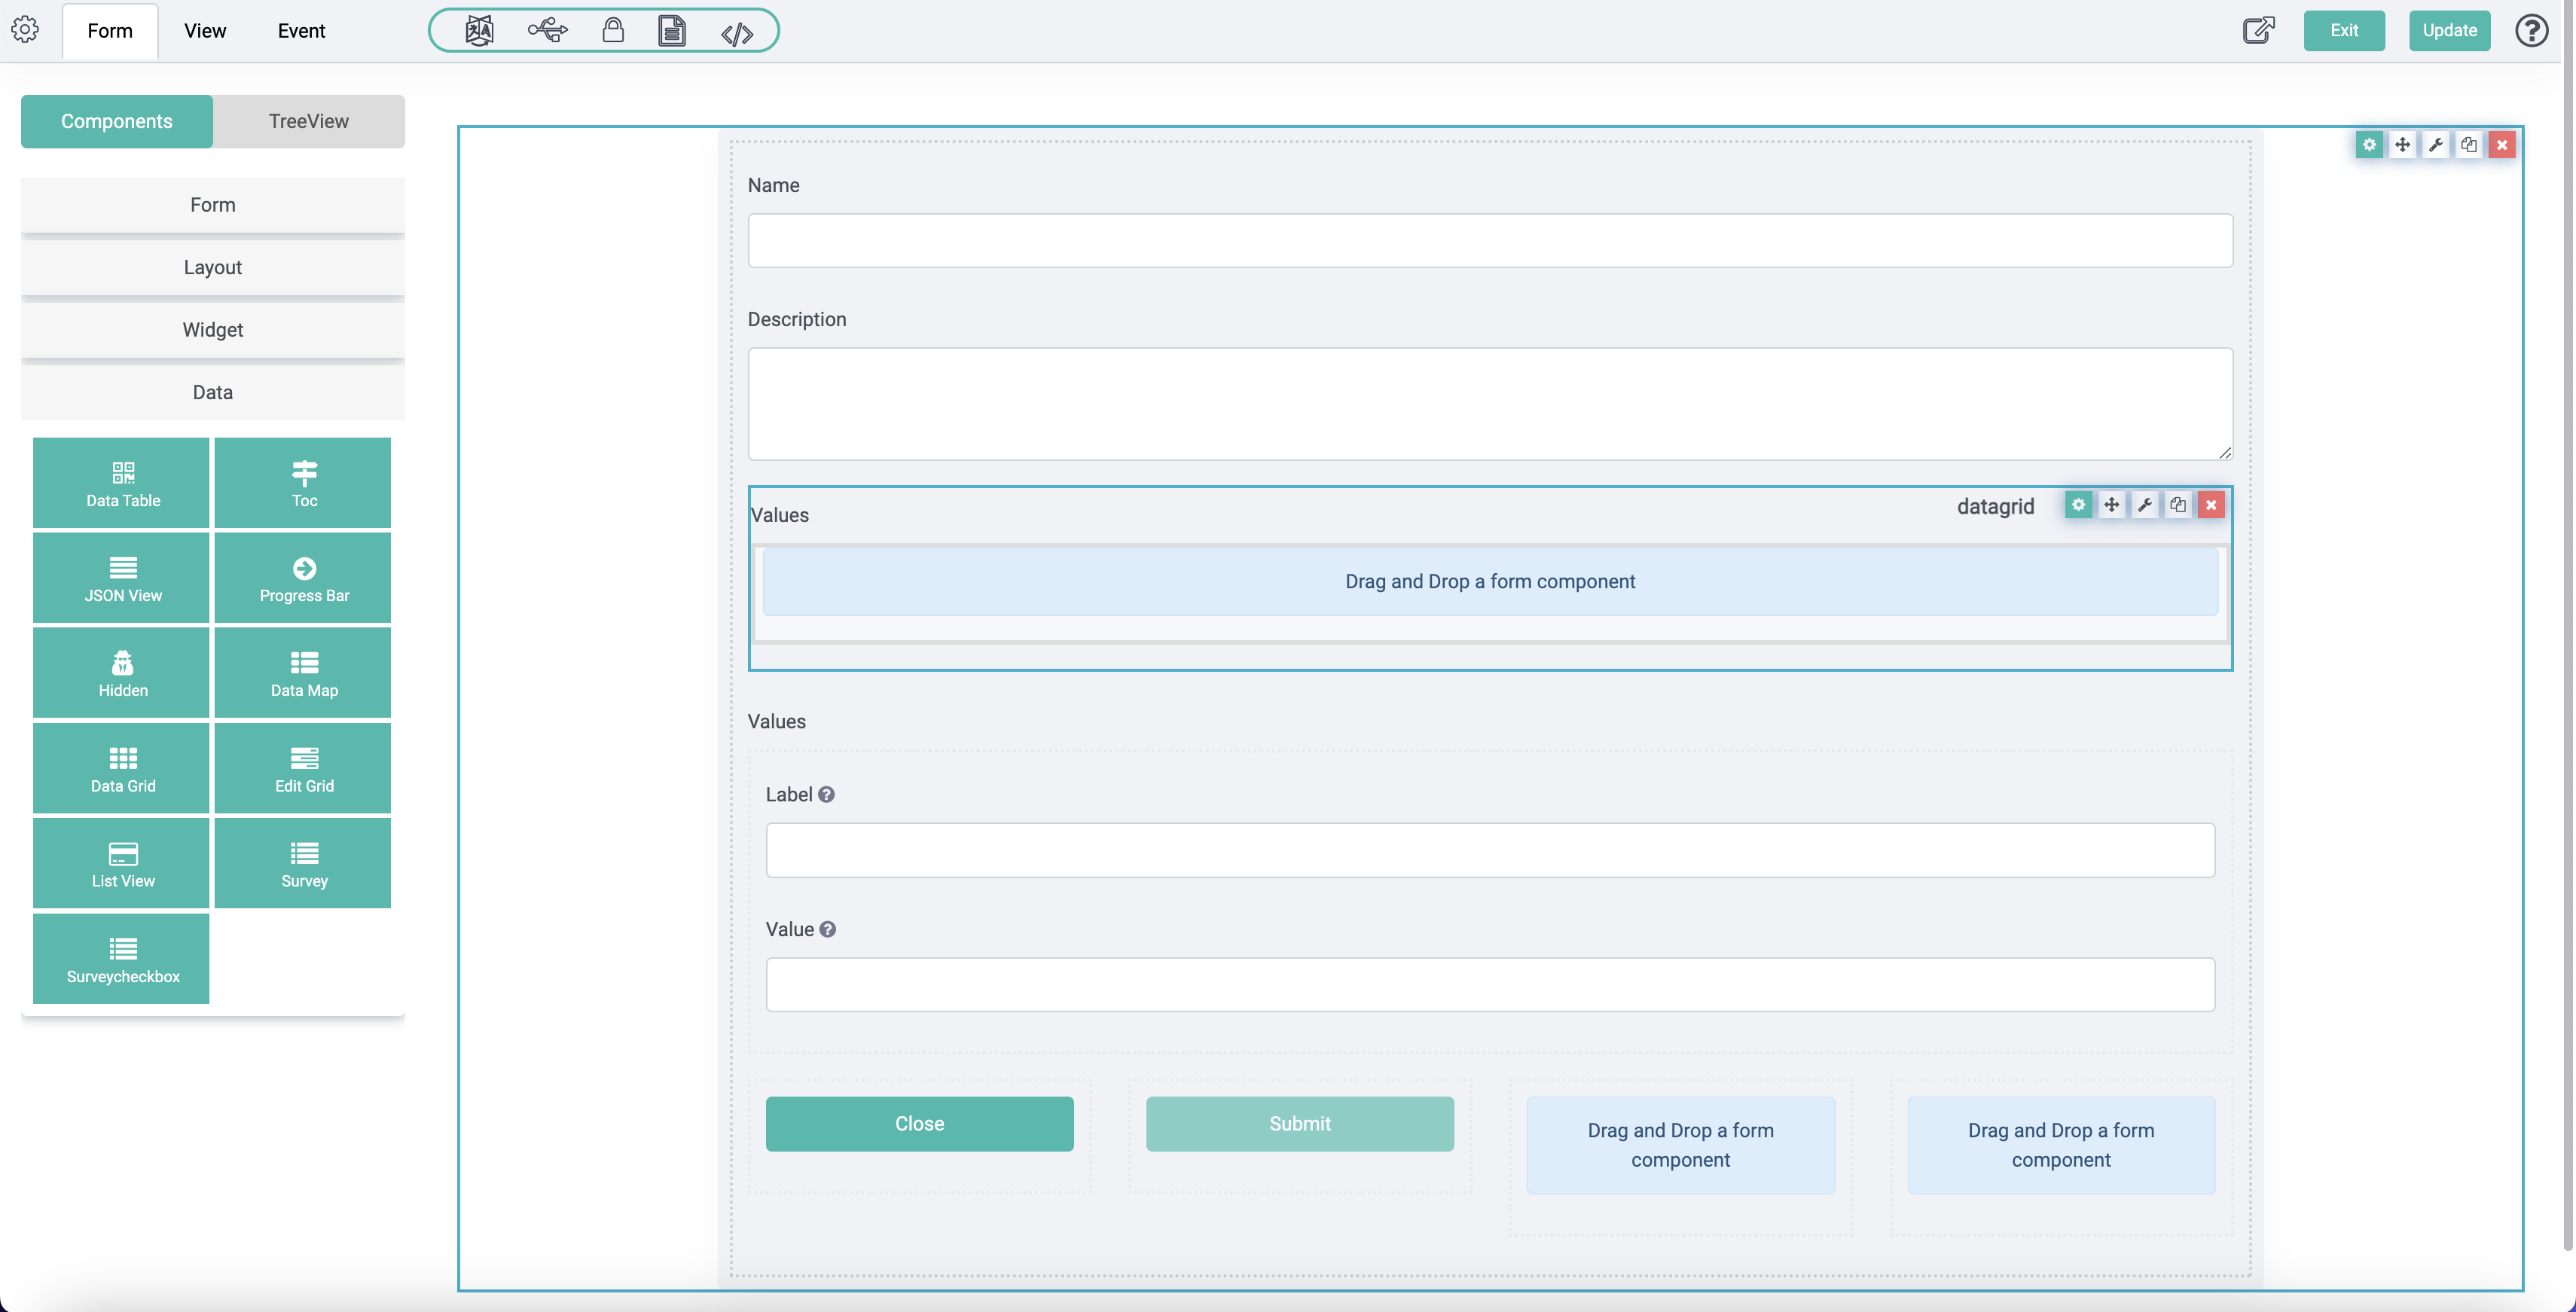 Form
View
Event
Exit
Update
Components
TreeView
Form
Layout
Widget
Data
Data Table
Toc
JSON View
Progress Bar
Hidden
Data Map
Data Grid
Edit Grid
List View
Survey
Surveycheckbox
Name
Description
Values
datagrid
Drag and Drop a form component
Values
Label
Value
Close
Submit
Drag and Drop a form
component
Drag and Drop a form
component